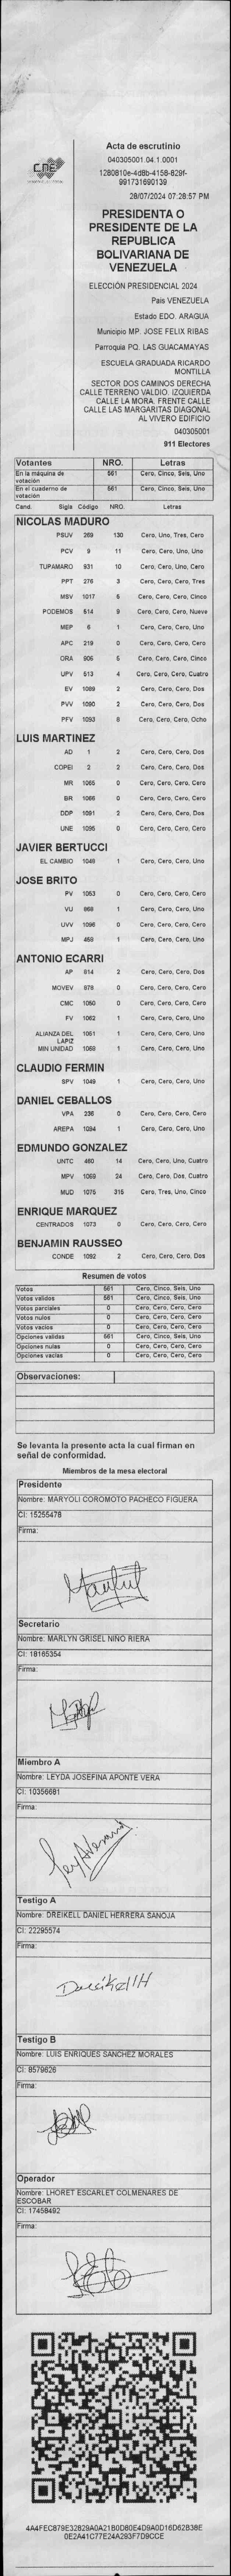 CNE
Acta de escrutinio
040305001.04.1.0001
1280810e-4d8b-4158-829f-
991731690139
28/07/2024 07:28:57 PM
PRESIDENTA O
PRESIDENTE DE LA
REPUBLICA
BOLIVARIANA DE
VENEZUELA
ELECCIÓN PRESIDENCIAL 2024
País VENEZUELA
Estado EDO. ARAGUA
Municipio MP. JOSE FELIX RIBAS
Parroquia PQ. LAS GUACAMAYAS
ESCUELA GRADUADA RICARDO
MONTILLA
SECTOR DOS CAMINOS DERECHA
CALLE TERRENO VALDIO. IZQUIERDA
CALLE LA MORA. FRENTE CALLE
CALLE LAS MARGARITAS DIAGONAL
AL VIVERO EDIFICIO
040305001
911 Electores
Votantes NRO. Letras
En la máquina de votación 561 Cero, Cinco, Seis, Uno
En el cuaderno de votación 561 Cero, Cinco, Seis, Uno
Cand. Sigla Código NRO. Letras
NICOLAS MADURO
PSUV 269 130 Cero, Uno, Tres, Cero
PCV 9 11 Cero, Cero, Uno, Uno
TUPAMARO 931 10 Cero, Cero, Uno, Cero
PPT 276 3 Cero, Cero, Cero, Tres
MSV 1017 5 Cero, Cero, Cero, Cinco
PODEMOS 514 9 Cero, Cero, Cero, Nueve
MEP 6 1 Cero, Cero, Cero, Uno
APC 219 0 Cero, Cero, Cero, Cero
ORA 905 5 Cero, Cero, Cero, Cinco
UPV 513 4 Cero, Cero, Cero, Cuatro
EV 1089 2 Cero, Cero, Cero, Dos
PVV 1090 2 Cero, Cero, Cero, Dos
PFV 1093 8 Cero, Cero, Cero, Ocho
LUIS MARTINEZ
AD 1 2 Cero, Cero, Cero, Dos
COPEI 2 2 Cero, Cero, Cero, Dos
MR 1065 0 Cero, Cero, Cero, Cero
BR 1066 0 Cero, Cero, Cero, Cero
DDP 1091 2 Cero, Cero, Cero, Dos
UNE 1095 0 Cero, Cero, Cero, Cero
JAVIER BERTUCCI
EL CAMBIO 1048 1 Cero, Cero, Cero, Uno
JOSE BRITO
PV 1053 0 Cero, Cero, Cero, Cero
VU 868 1 Cero, Cero, Cero, Uno
UVV 1096 0 Cero, Cero, Cero, Cero
MPJ 459 1 Cero, Cero, Cero, Uno
ANTONIO ECARRI
AP 814 2 Cero, Cero, Cero, Dos
MOVEV 878 0 Cero, Cero, Cero, Cero
CMC 1050 0 Cero, Cero, Cero, Cero
FV 1062 1 Cero, Cero, Cero, Uno
ALIANZA DEL LAPIZ 1051 1 Cero, Cero, Cero, Uno
MIN UNIDAD 1068 1 Cero, Cero, Cero, Uno
CLAUDIO FERMIN
SPV 1049 1 Cero, Cero, Cero, Uno
DANIEL CEBALLOS
VPA 236 0 Cero, Cero, Cero, Cero
AREPA 1094 1 Cero, Cero, Cero, Uno
EDMUNDO GONZALEZ
UNTC 460 14 Cero, Cero, Uno, Cuatro
MPV 1069 24 Cero, Cero, Dos, Cuatro
MUD 1075 315 Cero, Tres, Uno, Cinco
ENRIQUE MARQUEZ
CENTRADOS 1073 0 Cero, Cero, Cero, Cero
BENJAMIN RAUSSEO
CONDE 1092 2 Cero, Cero, Cero, Dos
Resumen de votos
Votos 561 Cero, Cinco, Seis, Uno
Votos validos 561 Cero, Cinco, Seis, Uno
Votos parciales 0 Cero, Cero, Cero, Cero
Votos nulos 0 Cero, Cero, Cero, Cero
Votos vacios 0 Cero, Cero, Cero, Cero
Opciones validas 561 Cero, Cinco, Seis, Uno
Opciones nulas 0 Cero, Cero, Cero, Cero
Opciones vacías 0 Cero, Cero, Cero, Cero
Observaciones:
Se levanta la presente acta la cual firman en
señal de conformidad.
Miembros de la mesa electoral
Presidente
Nombre: MARYOLI COROMOTO PACHECO FIGUERA
CI: 15255478
Firma:
Secretario
Nombre: MARLYN GRISEL NIÑO RIERA
CI: 18165354
Firma:
Miembro A
Nombre: LEYDA JOSEFINA APONTE VERA
CI: 10356681
Firma:
Testigo A
Nombre: DREIKELL DANIEL HERRERA SANOJA
CI: 22295574
Firma:
Testigo B
Nombre: LUIS ENRIQUES SANCHEZ MORALES
CI: 8579626
Firma:
Operador
Nombre: LHORET ESCARLET COLMENARES DE
ESCOBAR
CI: 17458492
Firma:
4A4FEC879E32829A0A21B0D80E4D9A0D16D62B38E
0E2A41C77E24A283F7D9CCE